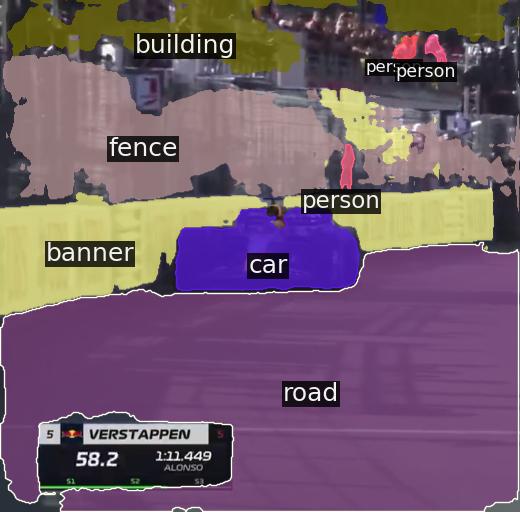 building
person
person
fence
person
banner
car
road
5 VERSTAPPEN 5
58.2 1:11.449
ALONSO
S1 S2 S3